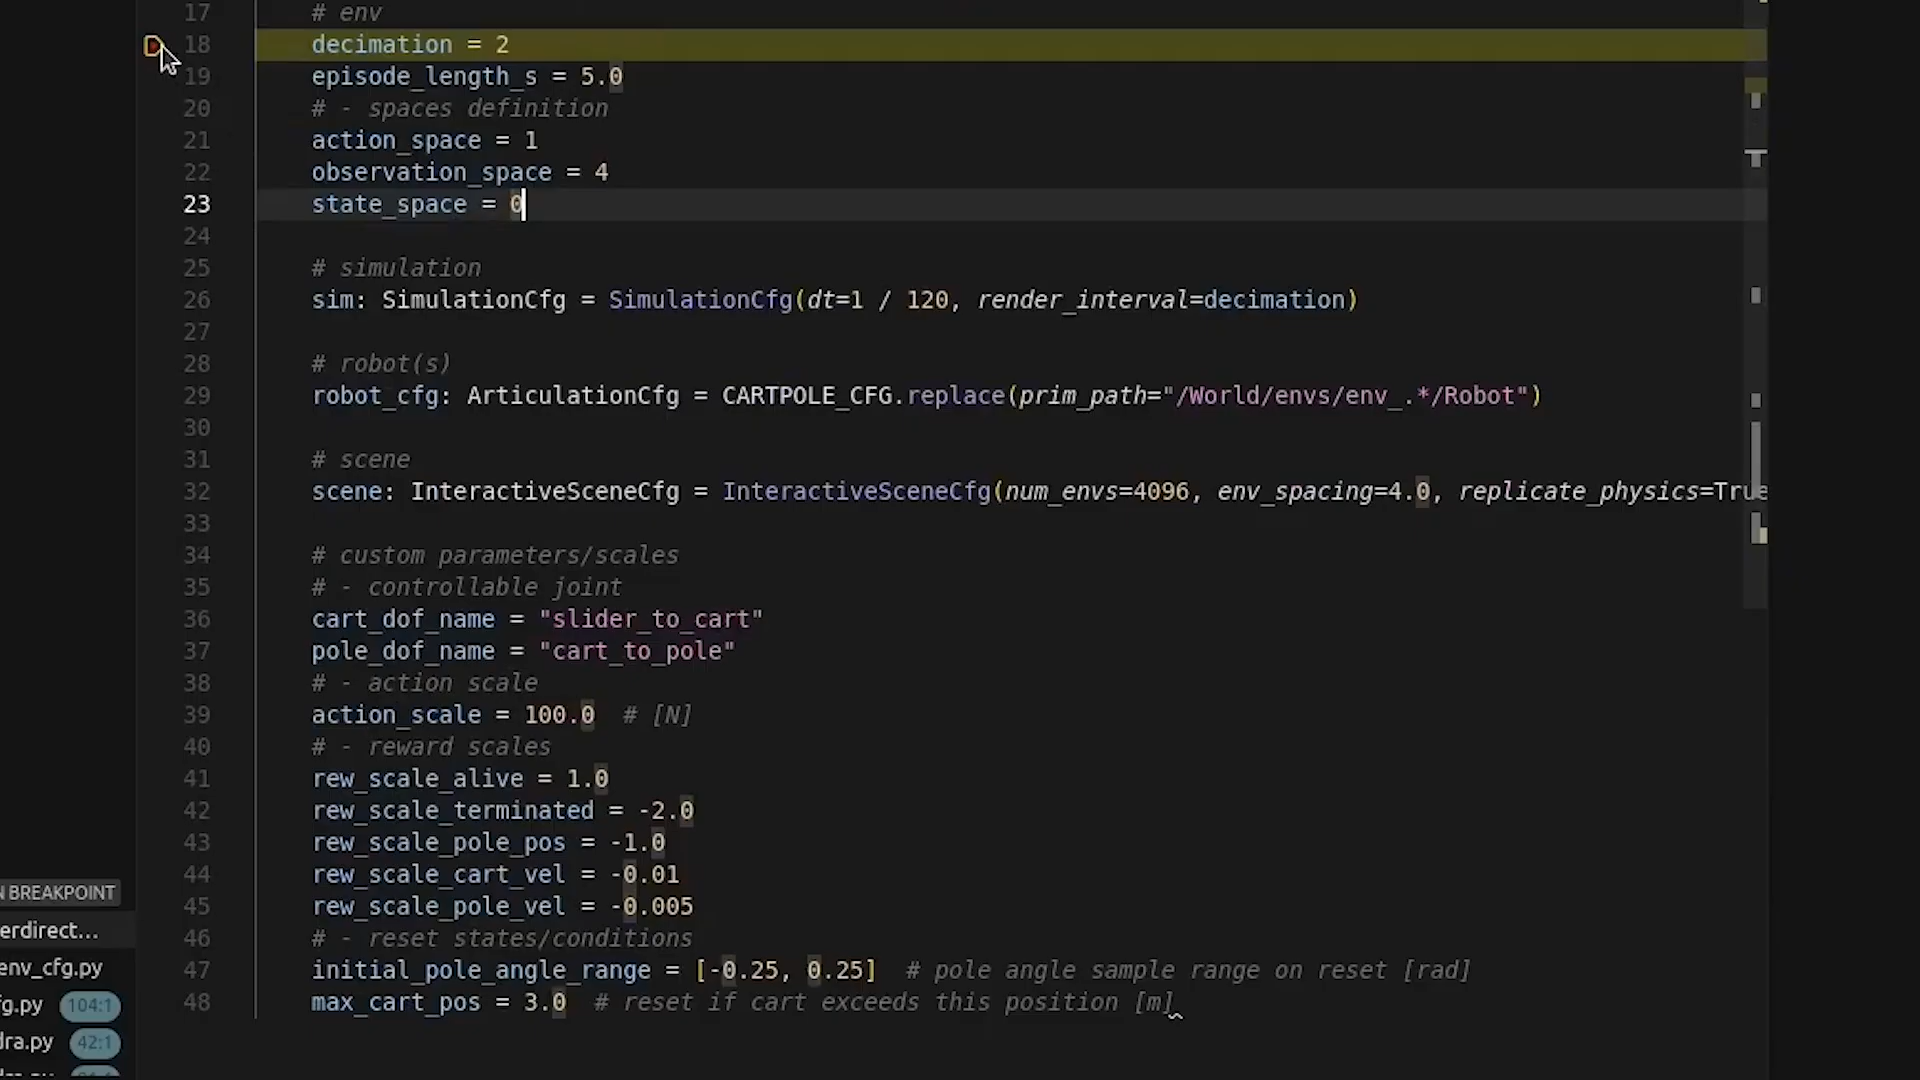 17 # env
18 decimation = 2
19 episode_length_s = 5.0
20 # - spaces definition
21 action_space = 1
22 observation_space = 4
23 state_space = 0
24
25 # simulation
26 sim: SimulationCfg = SimulationCfg(dt=1 / 120, render_interval=decimation)
27
28 # robot(s)
29 robot_cfg: ArticulationCfg = CARTPOLE_CFG.replace(prim_path="/World/envs/env_.*/Robot")
30
31 # scene
32 scene: InteractiveSceneCfg = InteractiveSceneCfg(num_envs=4096, env_spacing=4.0, replicate_physics=True
33
34 # custom parameters/scales
35 # - controllable joint
36 cart_dof_name = "slider_to_cart"
37 pole_dof_name = "cart_to_pole"
38 # - action scale
39 action_scale = 100.0 # [N]
40 # - reward scales
41 rew_scale_alive = 1.0
42 rew_scale_terminated = -2.0
43 rew_scale_pole_pos = -1.0
44 rew_scale_cart_vel = -0.01
45 rew_scale_pole_vel = -0.005
46 # - reset states/conditions
47 initial_pole_angle_range = [-0.25, 0.25] # pole angle sample range on reset [rad]
48 max_cart_pos = 3.0 # reset if cart exceeds this position [m]
N BREAKPOINT
erdirect...
env_cfg.py
fg.py 104:1
dra.py 42:1